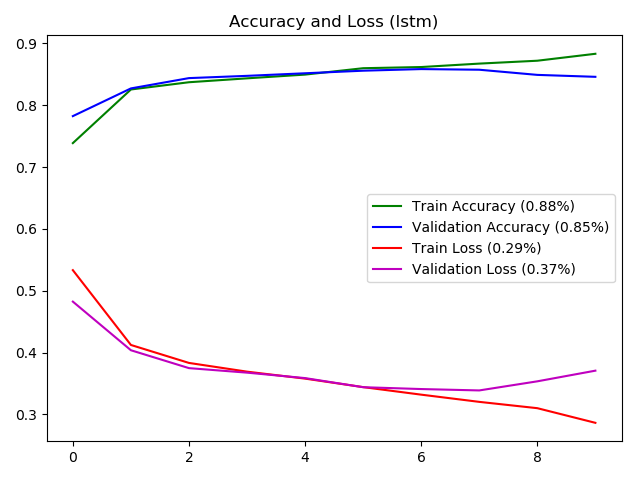 Accuracy and Loss (lstm)
0.9
0.8
0.7
0.6
0.5
0.4
0.3
Train Accuracy (0.88%)
Validation Accuracy (0.85%)
Train Loss (0.29%)
Validation Loss (0.37%)
0 2 4 6 8